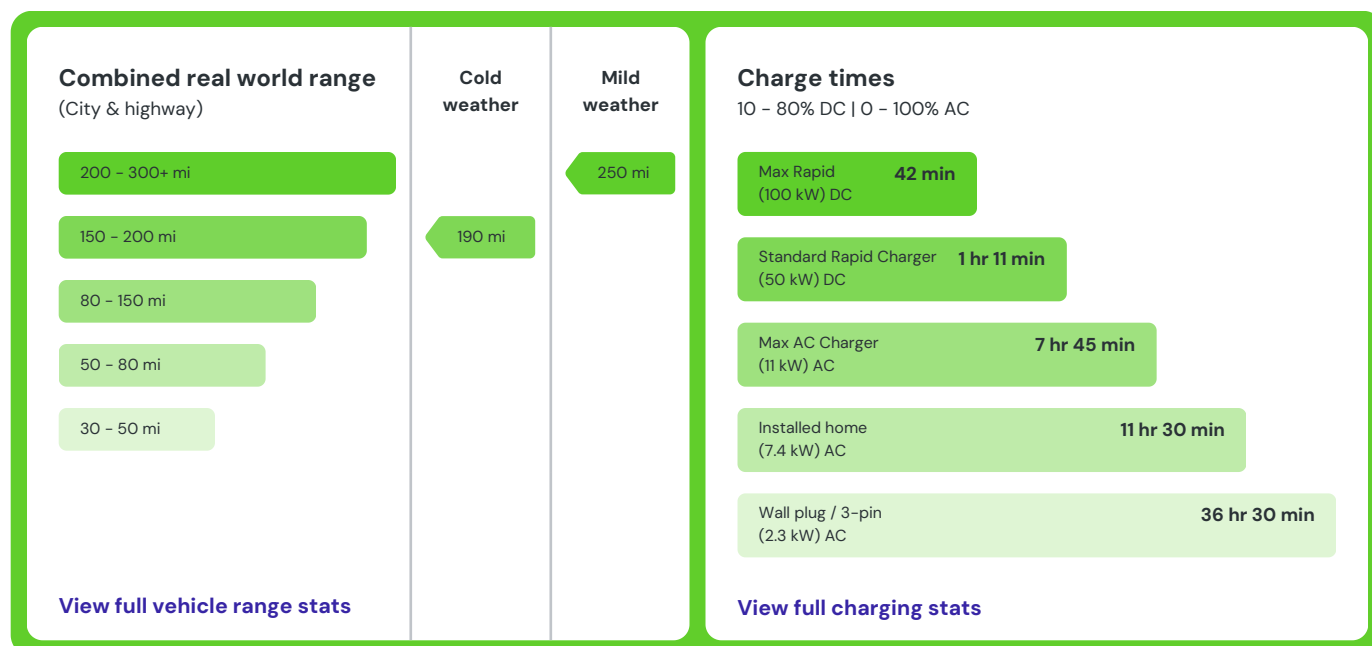 Combined real world range
(City & highway)
200 - 300+ mi
150 - 200 mi
80 - 150 mi
50 - 80 mi
30 - 50 mi
View full vehicle range stats
Cold
weather
190 mi
Mild
weather
250 mi
Charge times
10 - 80% DC | 0 - 100% AC
Max Rapid
(100 kW) DC
42 min
Standard Rapid Charger
(50 kW) DC
1 hr 11 min
Max AC Charger
(11 kW) AC
7 hr 45 min
Installed home
(7.4 kW) AC
11 hr 30 min
Wall plug / 3-pin
(2.3 kW) AC
36 hr 30 min
View full charging stats